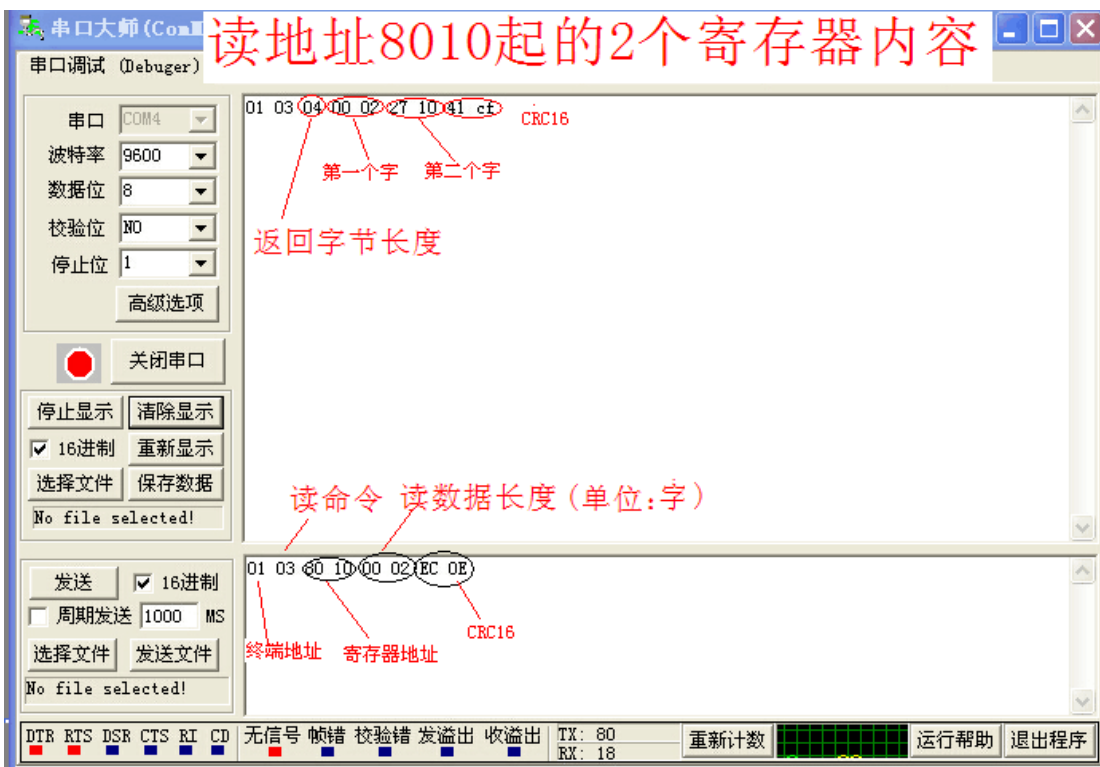 串口大师(Com
读地址8010起的2个寄存器内容
串口调试 (Debuger)
串口 COM4
波特率 9600
数据位 8
校验位 NO
停止位 1
高级选项
关闭串口
停止显示 清除显示
16进制 重新显示
选择文件 保存数据
No file selected!
01 03 04 00 02 27 10 41 cf CRC16
第一个字 第二个字
返回字节长度
读命令 读数据长度(单位:字)
发送 16进制
周期发送 1000 MS
选择文件 发送文件
No file selected!
01 03 80 10 00 02 EC 0E
CRC16
终端地址 寄存器地址
DTR RTS DSR CTS RI CD 无信号 帧错 校验错 发溢出 收溢出 TX: 80
RX: 18
重新计数 运行帮助 退出程序